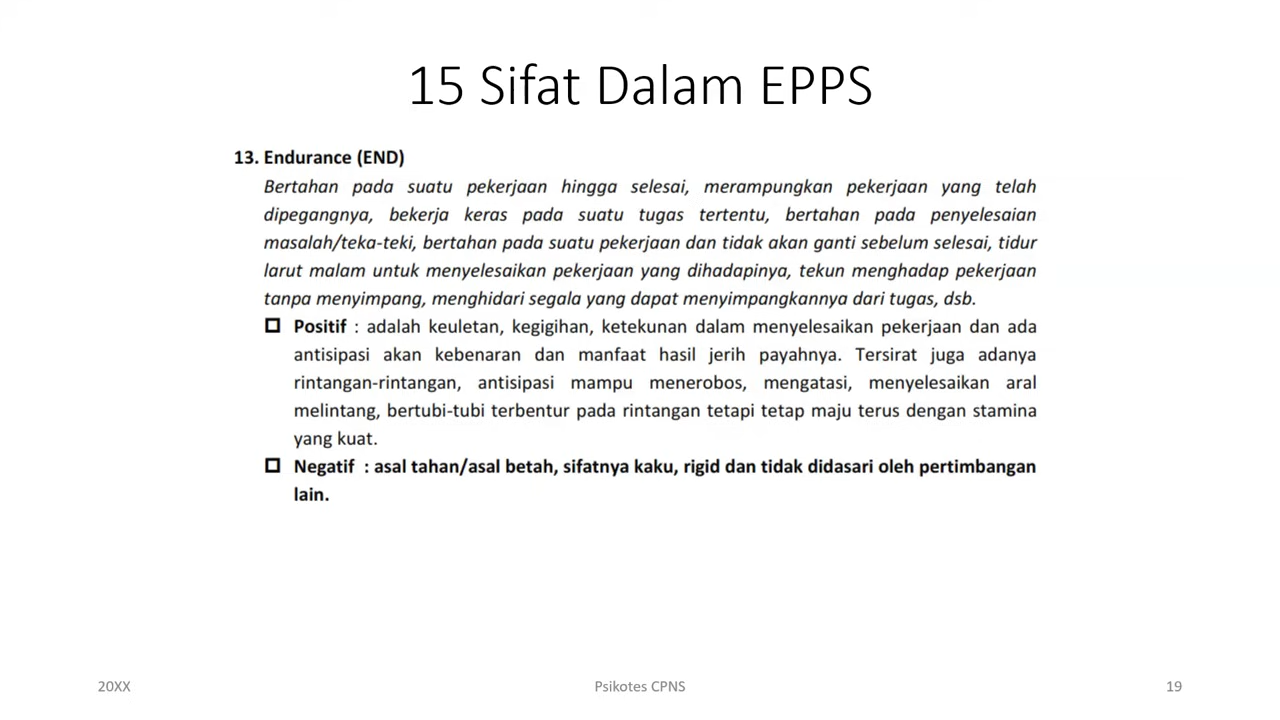 15 Sifat Dalam EPPS
13. Endurance (END)
Bertahan pada suatu pekerjaan hingga selesai, merampungkan pekerjaan yang telah
dipegangnya, bekerja keras pada suatu tugas tertentu, bertahan pada penyelesaian
masalah/teka-teki, bertahan pada suatu pekerjaan dan tidak akan ganti sebelum selesai, tidur
larut malam untuk menyelesaikan pekerjaan yang dihadapinya, tekun menghadap pekerjaan
tanpa menyimpang, menghidari segala yang dapat menyimpangkannya dari tugas, dsb.
Positif : adalah keuletan, kegigihan, ketekunan dalam menyelesaikan pekerjaan dan ada
antisipasi akan kebenaran dan manfaat hasil jerih payahnya. Tersirat juga adanya
rintangan-rintangan, antisipasi mampu menerobos, mengatasi, menyelesaikan aral
melintang, bertubi-tubi terbentur pada rintangan tetapi tetap maju terus dengan stamina
yang kuat.
Negatif : asal tahan/asal betah, sifatnya kaku, rigid dan tidak didasari oleh pertimbangan
lain.
20XX
Psikotes CPNS
19